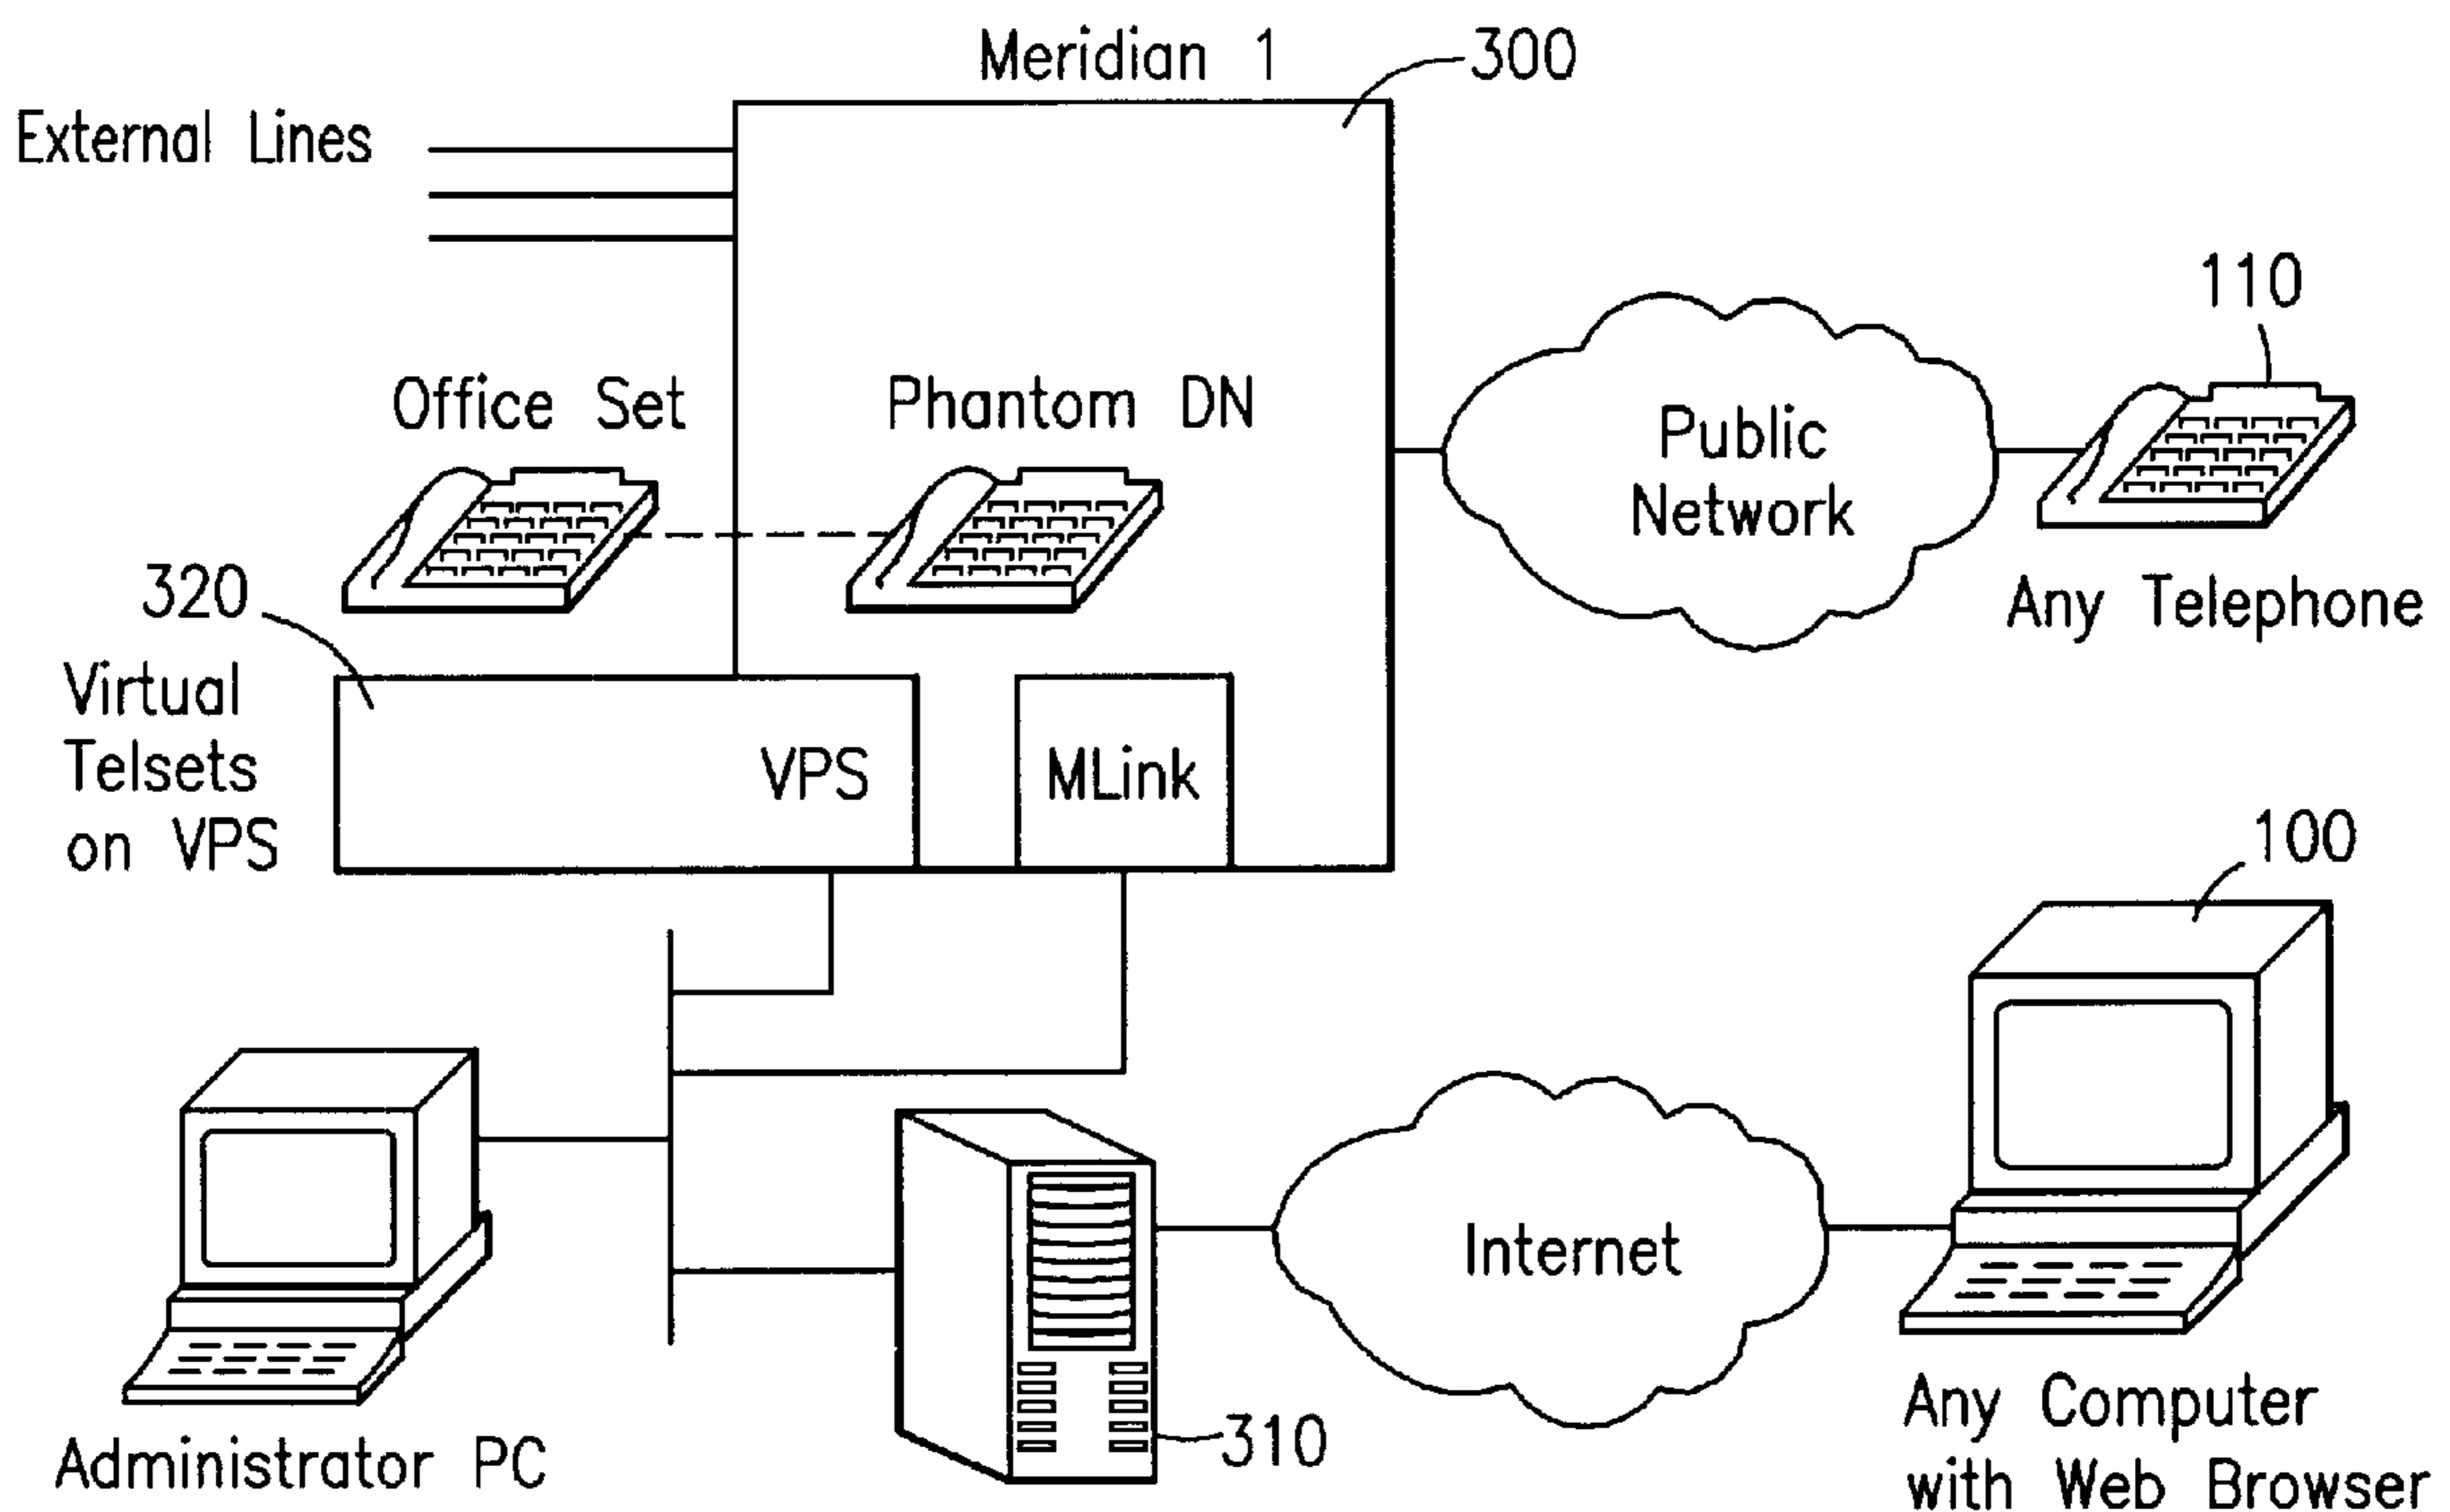 Meridian 1
300
External Lines
110
Office Set
Phantom DN
Public
Network
320
Any Telephone
Virtual
Telsets
on VPS
VPS
MLink
100
Internet
310
Administrator PC
Any Computer
with Web Browser